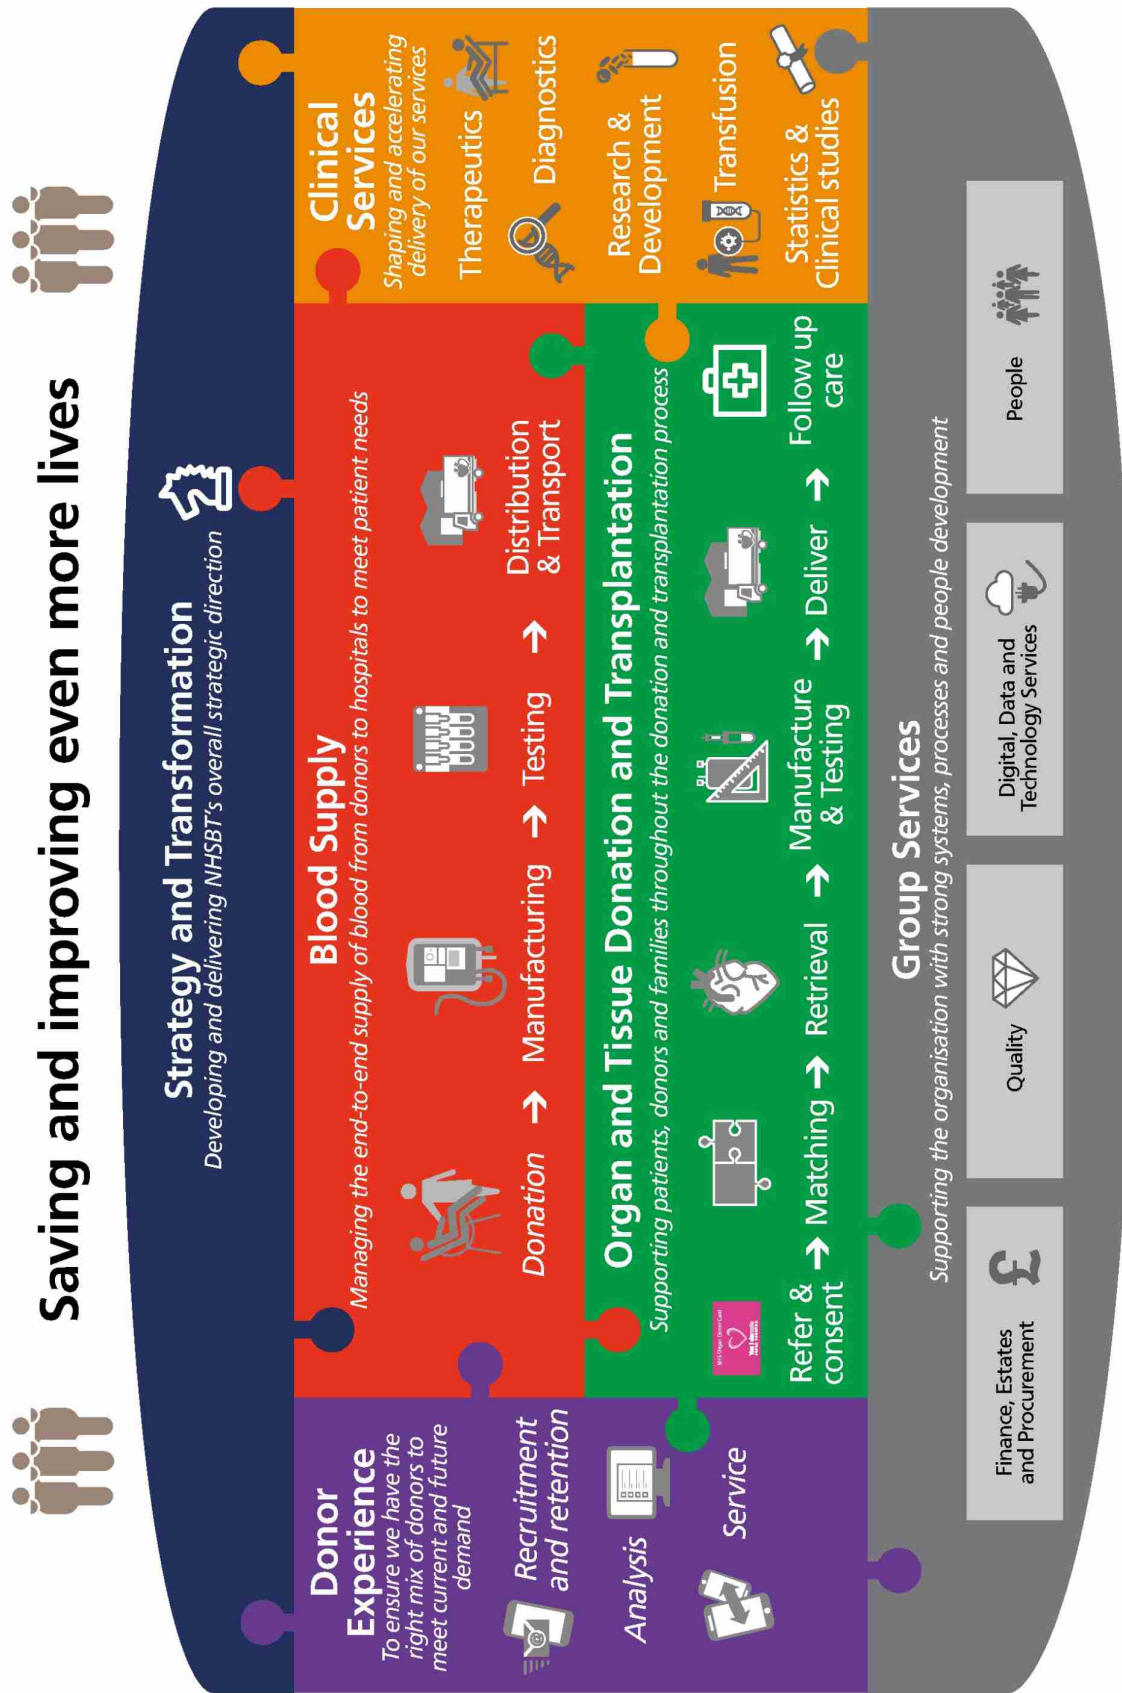 Saving and improving even more lives
Strategy and Transformation
Developing and delivering NHSBT's overall strategic direction
Donor
Experience
To ensure we have the
right mix of donors to
meet current and future
demand
Recruitment
and retention
Analysis
Service
Blood Supply
Managing the end-to-end supply of blood from donors to hospitals to meet patient needs
Donation → Manufacturing → Testing → Distribution
& Transport
Organ and Tissue Donation and Transplantation
Supporting patients, donors and families throughout the donation and transplantation process
Refer &
consent → Matching → Retrieval → Manufacture
& Testing → Deliver → Follow up
care
Clinical
Services
Shaping and accelerating
delivery of our services
Therapeutics
Diagnostics
Research &
Development
Transfusion
Statistics &
Clinical studies
Group Services
Supporting the organisation with strong systems, processes and people development
Finance, Estates
and Procurement
£
Quality
Digital, Data and
Technology Services
People